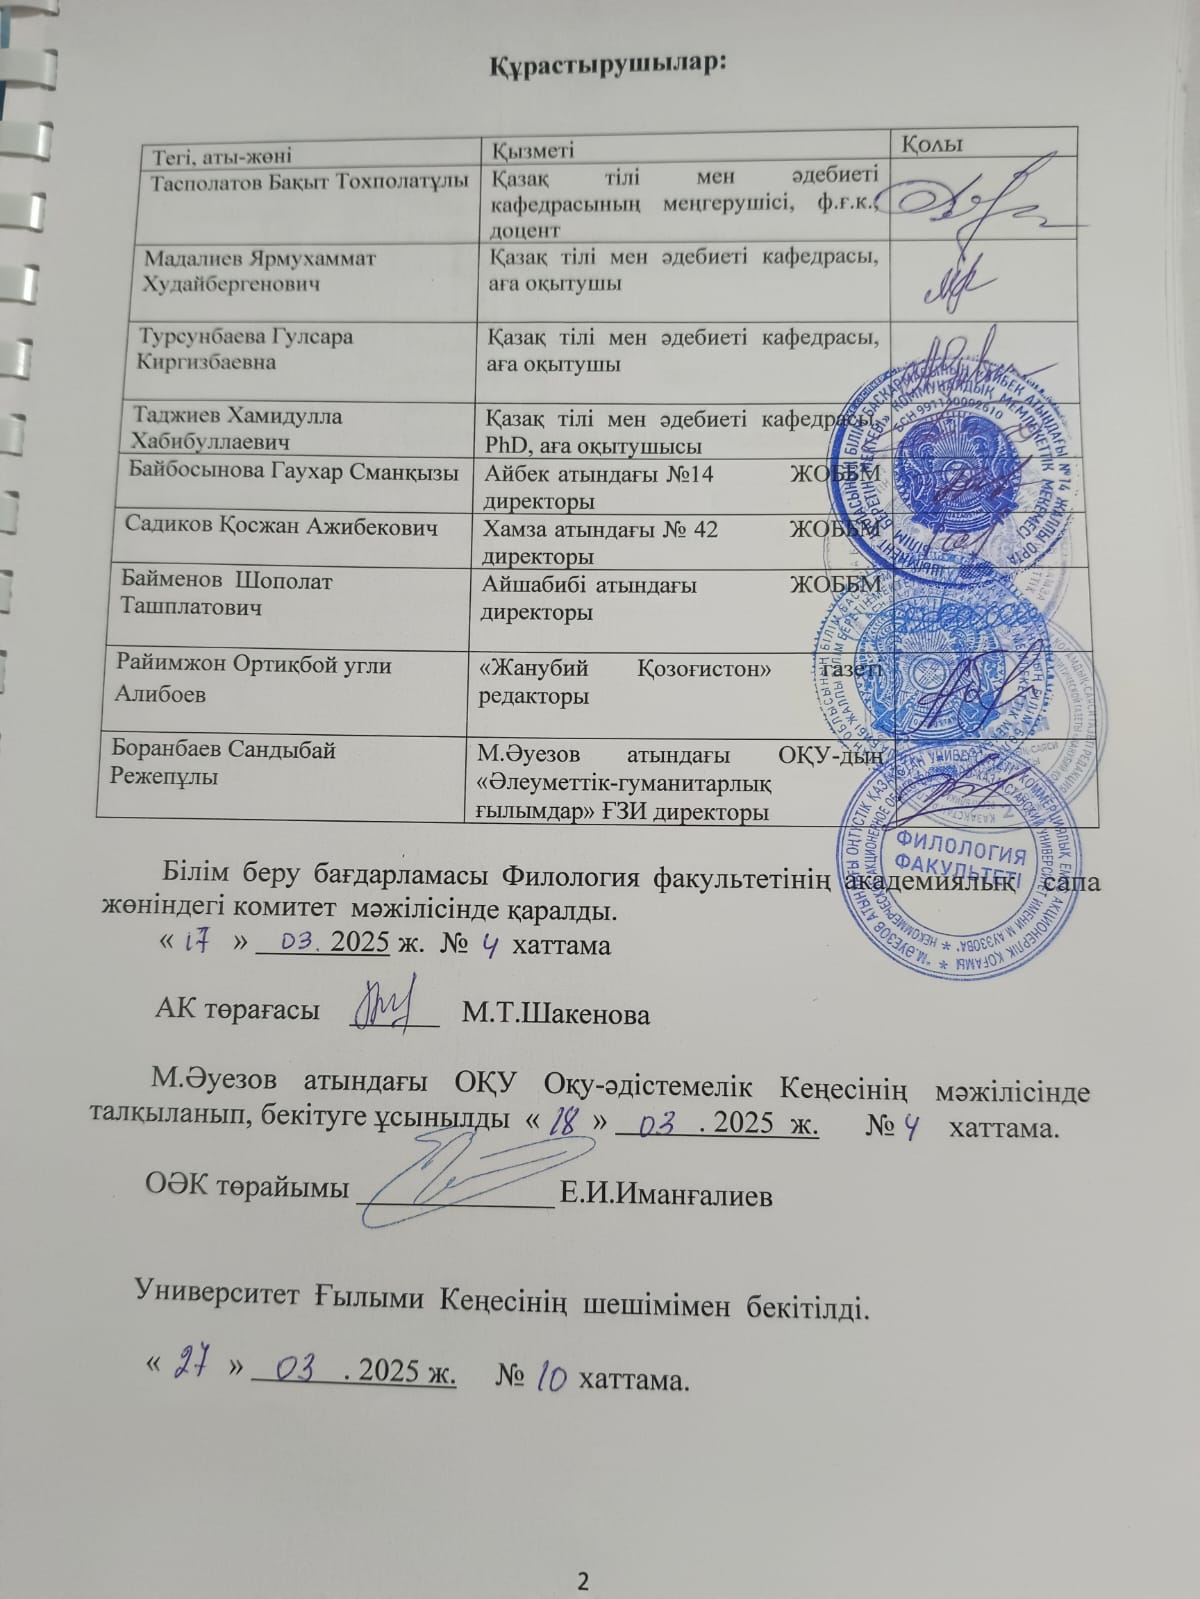 Құрастырушылар:
Тегі, аты-жөні Қызметі Қолы
Тасполатов Бақыт Тохполатұлы Қазақ тілі мен әдебиеті
кафедрасының меңгерушісі, ф.ғ.к.,
доцент
Мадалиев Ярмухаммат Қазақ тілі мен әдебиеті кафедрасы,
Худайбергенович аға оқытушы
Турсунбаева Гулсара Қазақ тілі мен әдебиеті кафедрасы,
Киргизбаевна аға оқытушы
Таджиев Хамидулла Қазақ тілі мен әдебиеті кафедрасы,
Хабибуллаевич PhD, аға оқытушысы
Байбосынова Гаухар Сманқызы Айбек атындағы №14 ЖОББМ
директоры
Садиков Қосжан Ажибекович Хамза атындағы № 42 ЖОББМ
директоры
Байменов Шополат Айшабибі атындағы ЖОББМ
Ташплатович директоры
Райимжон Ортиқбой угли «Жанубий Қозоғистон» газеті
Алибоев редакторы
Боранбаев Сандыбай М.Әуезов атындағы ОҚУ-дың
Режепұлы «Әлеуметтік-гуманитарлық
ғылымдар» ҒЗИ директоры
БСН 991140002610
ФИЛОЛОГИЯ
ФАКУЛЬТЕТІ
Білім беру бағдарламасы Филология факультетінің академиялық сапа
жөніндегі комитет мәжілісінде қаралды.
« 17 » 03. 2025 ж. № 4 хаттама
АК төрағасы М.Т.Шакенова
М.Әуезов атындағы ОҚУ Оқу-әдістемелік Кеңесінің мәжілісінде
талқыланып, бекітуге ұсынылды « 18 » 03 . 2025 ж. № 4 хаттама.
ОӘК төрайымы Е.И.Иманғалиев
Университет Ғылыми Кеңесінің шешімімен бекітілді.
« 27 » 03 . 2025 ж. № 10 хаттама.
2